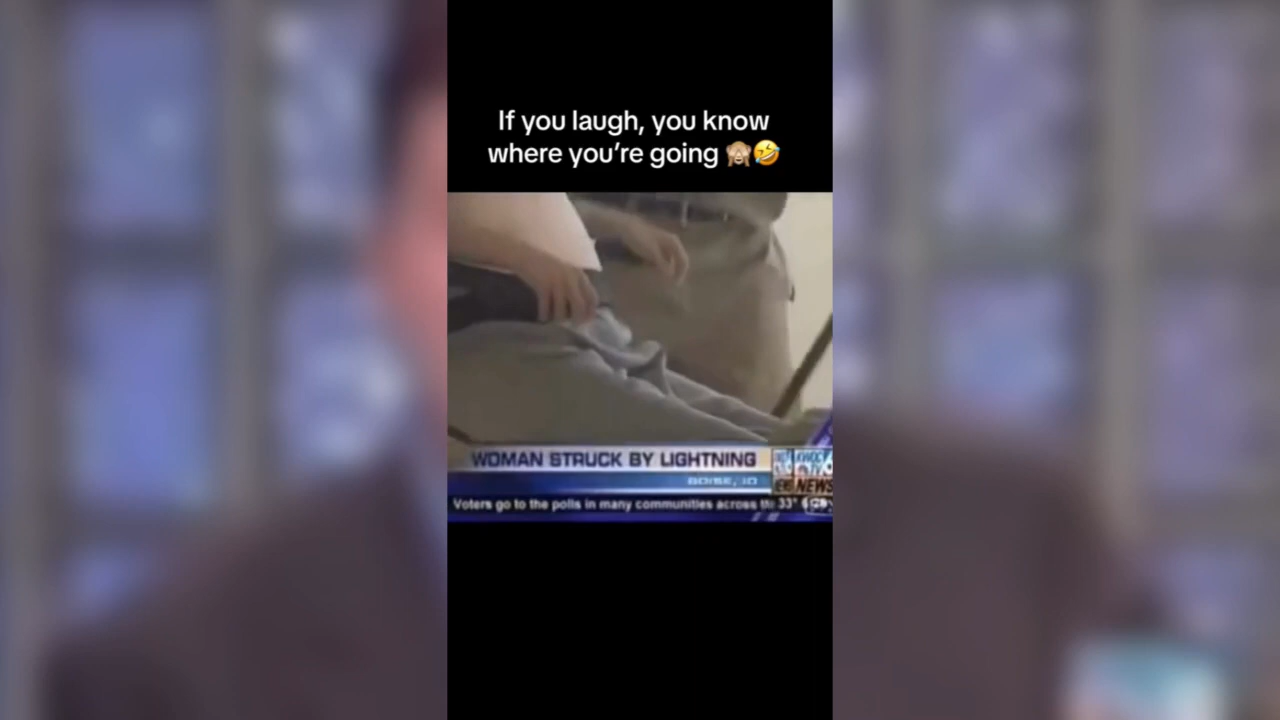 If you laugh, you know
where you're going 🙈🤣
WOMAN STRUCK BY LIGHTNING
BOISE, ID
NEWS
Voters go to the polls in many communities across 33°